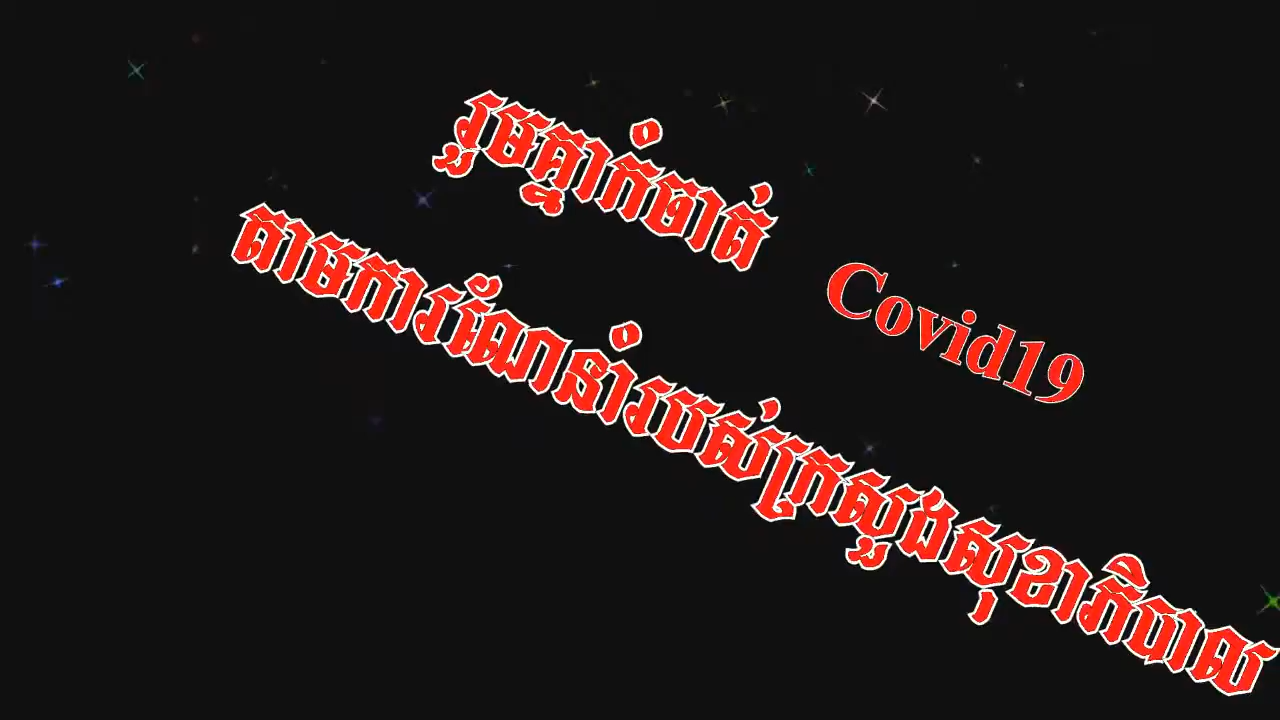 រួមគ្នាកំចាត់ Covid19
តាមការណែនាំរបស់ក្រសួងសុខាភិបាល